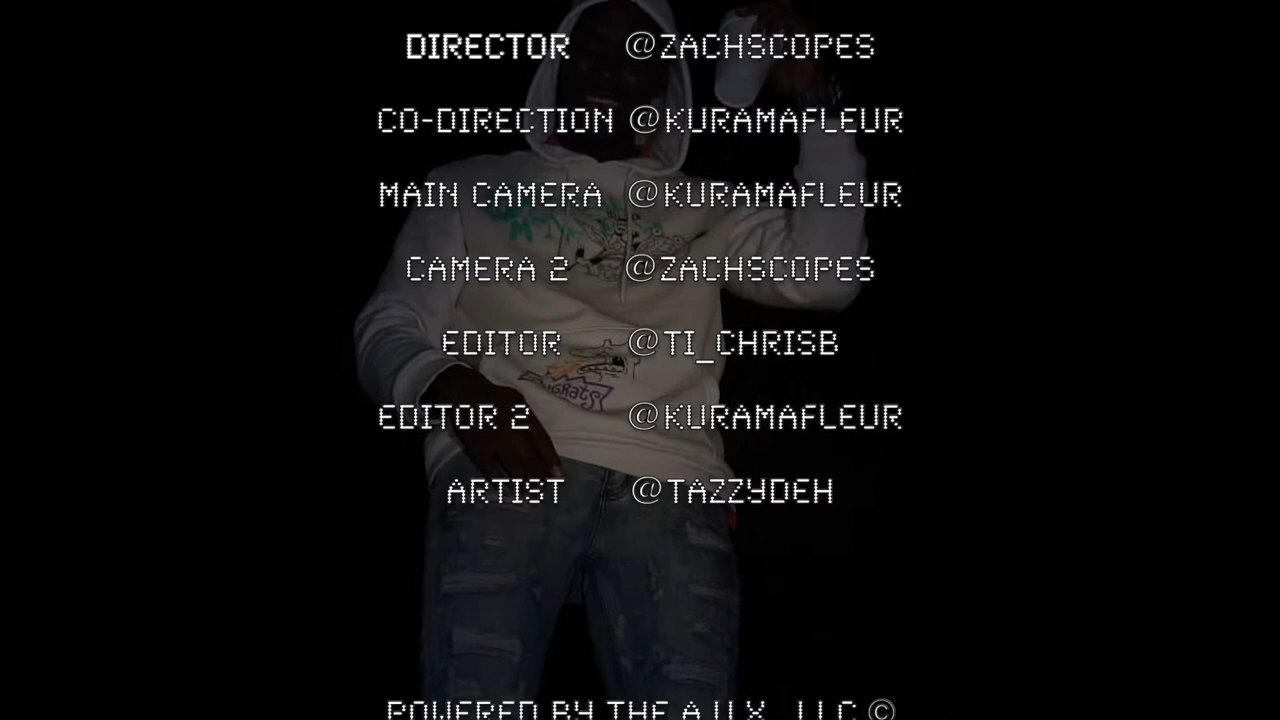 DIRECTOR @ZACHSCOPES
CO-DIRECTION @KURAMAFLEUR
MAIN CAMERA @KURAMAFLEUR
CAMERA 2 @ZACHSCOPES
EDITOR @TI_CHRISB
EDITOR 2 @KURAMAFLEUR
ARTIST @TAZZYDEH
POWERED BY THE A.U.X. LLC ©